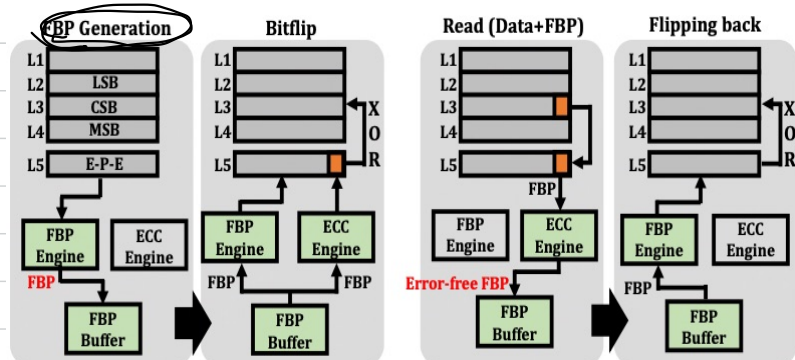 FBP Generation
L1
L2 LSB
L3 CSB
L4 MSB
L5 E-P-E
FBP Engine
ECC Engine
FBP
FBP Buffer
Bitflip
L1
L2
L3
L4
L5
XOR
FBP Engine
ECC Engine
FBP
FBP
FBP Buffer
Read (Data+FBP)
L1
L2
L3
L4
L5
FBP
FBP Engine
ECC Engine
Error-free FBP
FBP Buffer
Flipping back
L1
L2
L3
L4
L5
XOR
FBP Engine
ECC Engine
FBP
FBP Buffer